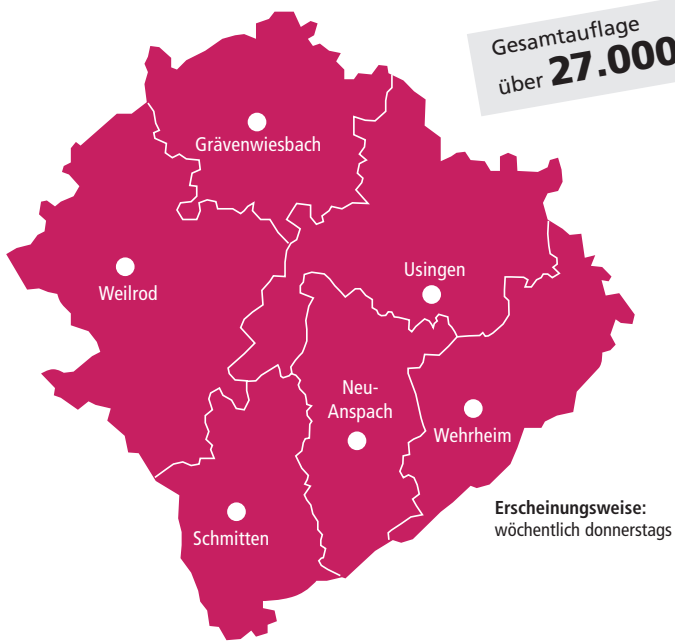 Gesamtauflage
über 27.000
Grävenwiesbach
Usingen
Weilrod
Neu-
Anspach
Wehrheim
Erscheinungsweise:
wöchentlich donnerstags
Schmitten